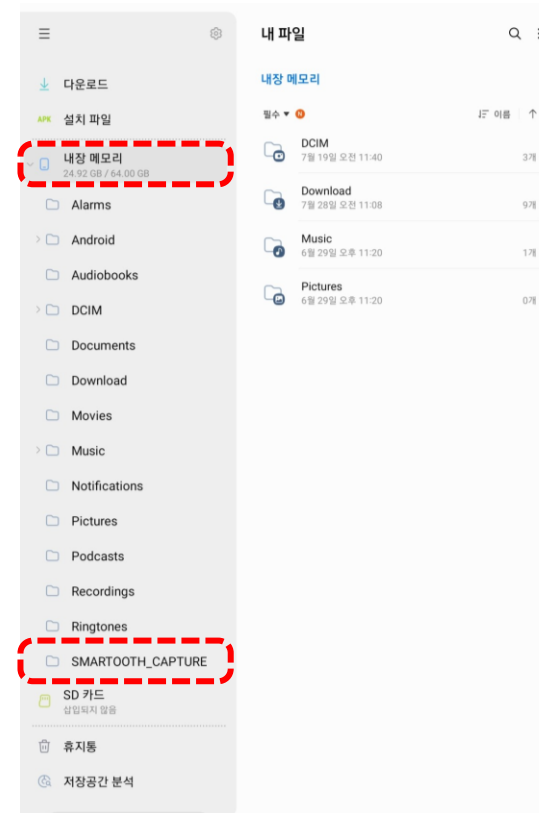 다운로드
APK 설치 파일
내장 메모리
24.92 GB / 64.00 GB
Alarms
Android
Audiobooks
DCIM
Documents
Download
Movies
Music
Notifications
Pictures
Podcasts
Recordings
Ringtones
SMARTOOTH_CAPTURE
SD 카드
삽입되지 않음
휴지통
저장공간 분석
내 파일
내장 메모리
필수 ▼ N
이름 ↑
DCIM
7월 19일 오전 11:40
3개
Download
7월 28일 오전 11:08
9개
Music
6월 29일 오후 11:20
1개
Pictures
6월 29일 오후 11:20
0개